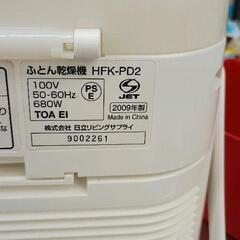 ふとん乾燥機 HFK-PD2
100V
50-60Hz
680W
TOA EI
PS
E
S
JET
2009年製
Made in China
株式会社 日立リビングサプライ
9002261